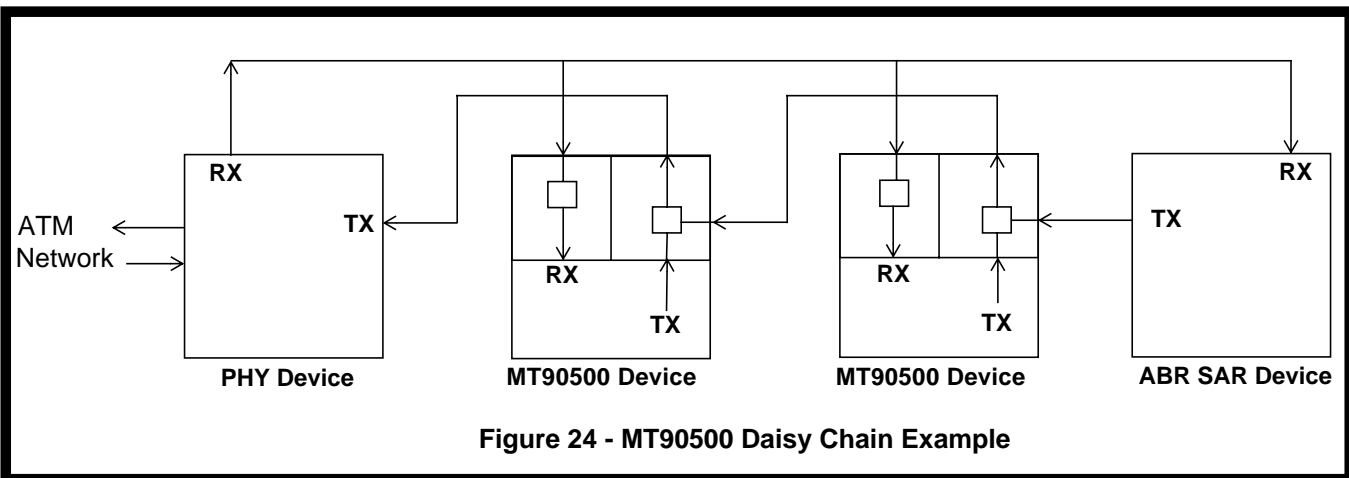 RX
RX
ATM
Network
TX
TX
RX
TX
RX
TX
PHY Device
MT90500 Device
MT90500 Device
ABR SAR Device
Figure 24 - MT90500 Daisy Chain Example